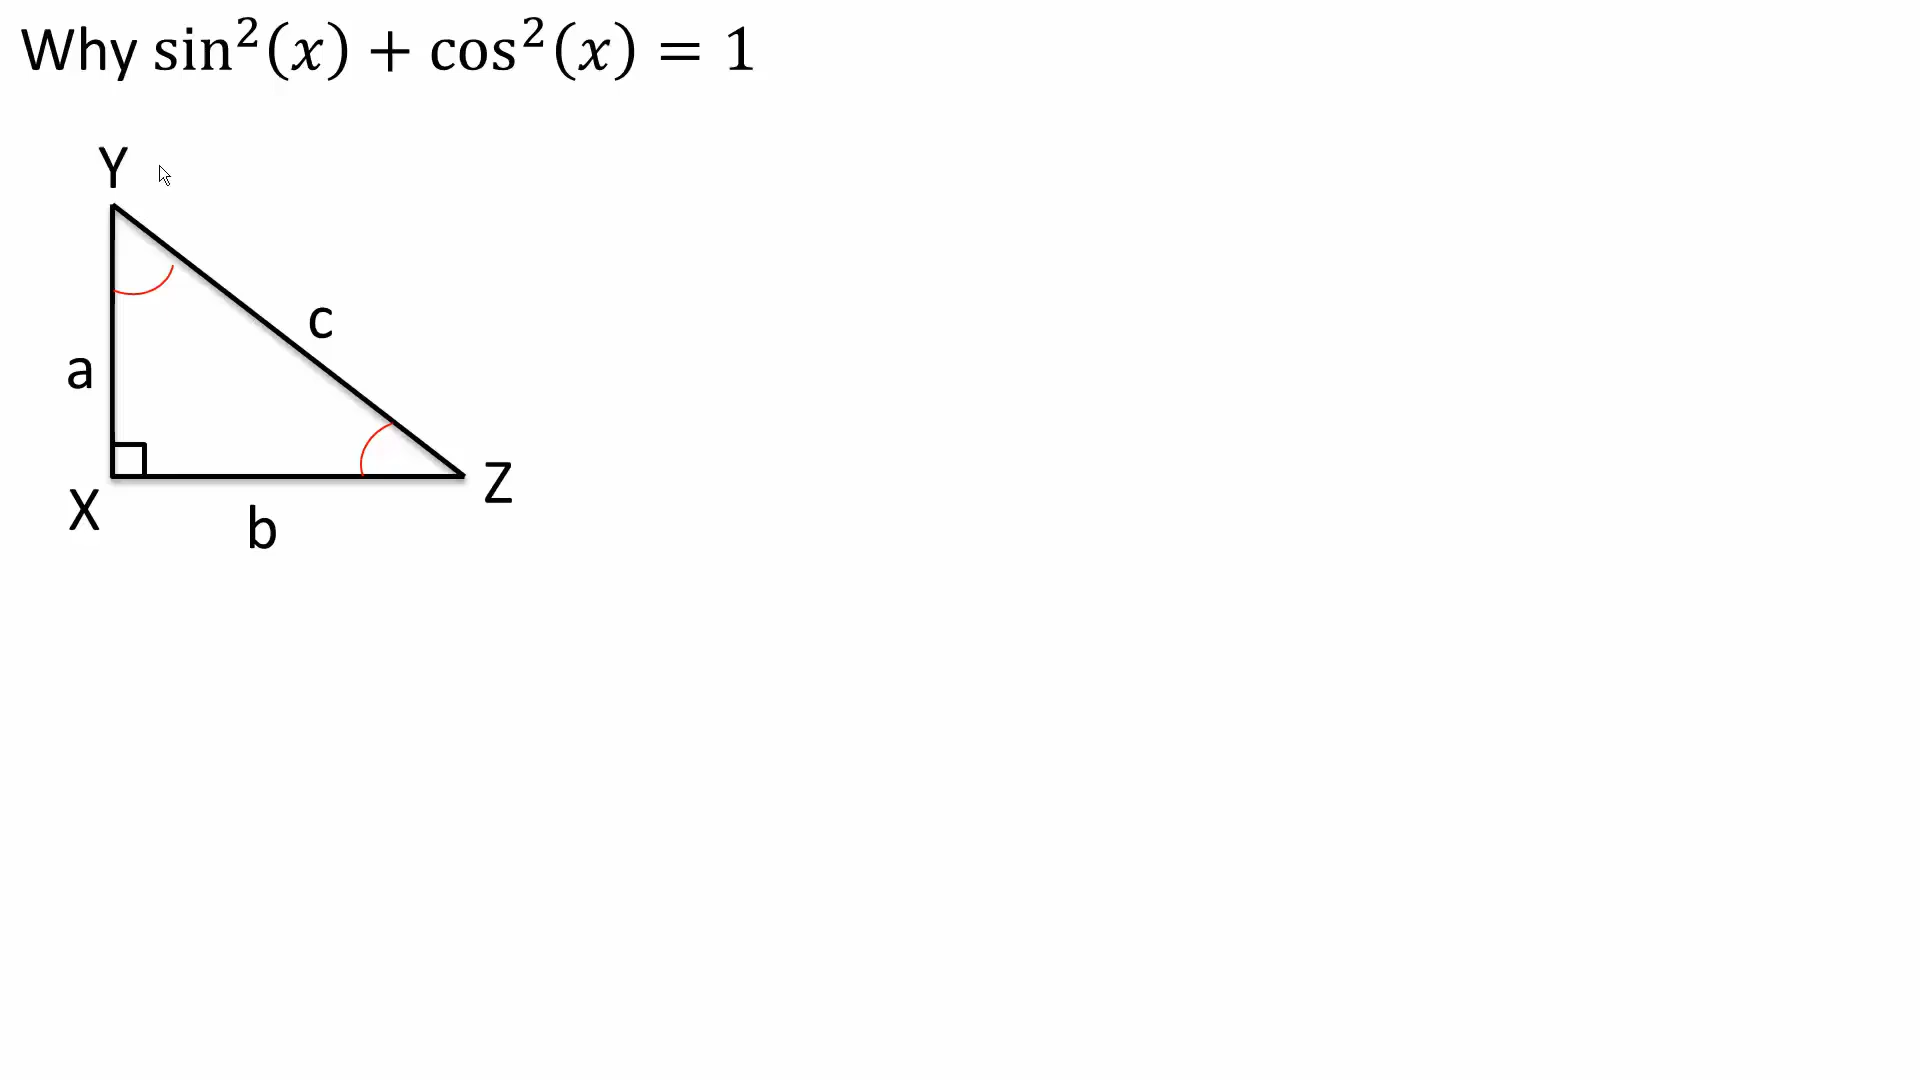 Why sin²(x) + cos²(x) = 1
Y
c
a
X
b
Z